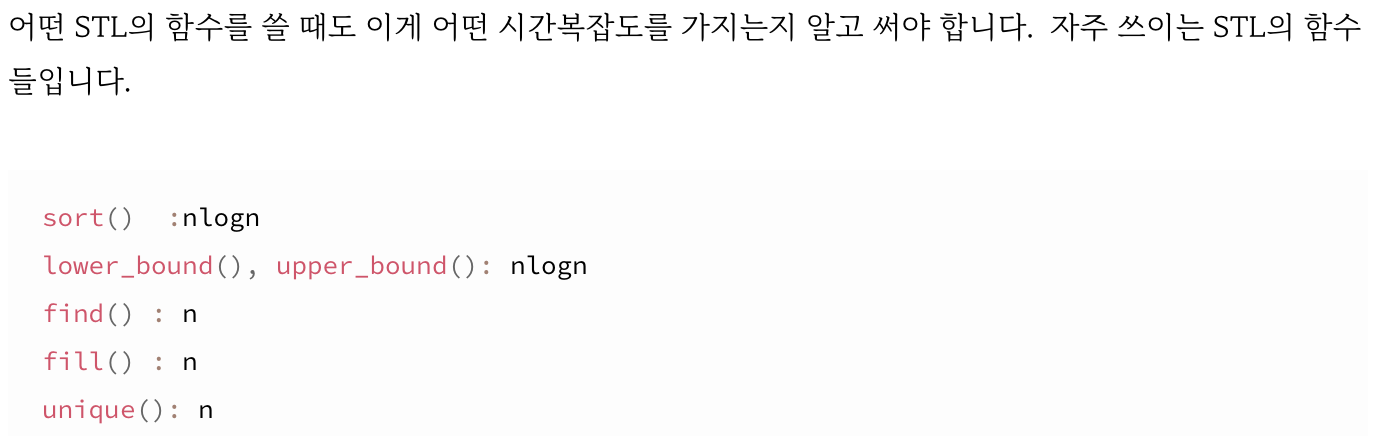 어떤 STL의 함수를 쓸 때도 이게 어떤 시간복잡도를 가지는지 알고 써야 합니다.  자주 쓰이는 STL의 함수
들입니다.
sort()  :nlogn
lower_bound(), upper_bound(): nlogn
find() : n
fill() : n
unique(): n